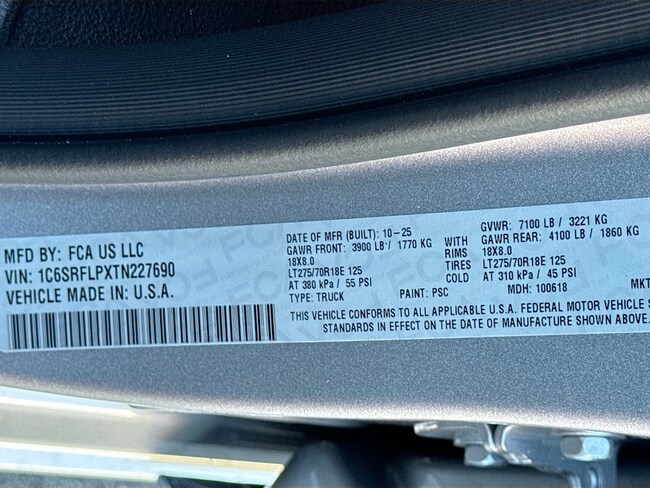 MFD BY: FCA US LLC
VIN: 1C6SRFLPXTN227690
VEHICLE MADE IN: U.S.A.
DATE OF MFR (BUILT): 10-25 GVWR: 7100 LB / 3221 KG
GAWR FRONT: 3900 LB / 1770 KG WITH GAWR REAR: 4100 LB / 1860 KG
18X8.0 RIMS 18X8.0
LT275/70R18E 125 TIRES LT275/70R18E 125
AT 380 kPa / 55 PSI COLD AT 310 kPa / 45 PSI
TYPE: TRUCK PAINT: PSC MDH: 100618 MKT
THIS VEHICLE CONFORMS TO ALL APPLICABLE U.S.A. FEDERAL MOTOR VEHICLE S
STANDARDS IN EFFECT ON THE DATE OF MANUFACTURE SHOWN ABOVE.